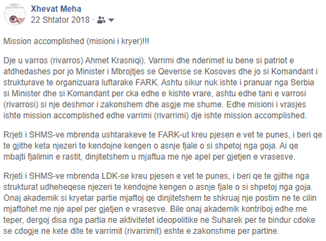 Xhevat Meha
22 Shtator 2018
Mission accomplished (misioni i kryer)!!!
Dje u varros (rivarros) Ahmet Krasniqi). Varrimi dhe nderimet iu bene si patriot e
atdhedashes por jo si Minister i Mbrojtjes se Qeverise se Kosoves dhe jo si Komandant i
strukturave te organizuara luftarake FARK. Ashtu sikur nuk ishte i pranuar nga Serbia
si Minister dhe si Komandant per cka edhe e kishte vrare, ashtu edhe tani e varros
(rivarrosi) si nje deshmor i zakonshem dhe asgje me shume. Edhe misioni i vrasjes
ishte mission accomplished edhe varrimi (rivarrimi) dje ishte mission accomplished.
Rrjeti i SHMS-ve mbrenda ushtarakeve te FARK-ut kreu pjesen e vet te punes, i beri qe
te gjithe keta njezeri te kendojne kengen o asnje fjale o si shpetoj nga goja. Ai qe
mbajti fjalimin e rastit, dinjitetshem u mjaftua me nje apel per gjetjen e vrasesve.
Rrjeti i SHMS-ve mbrenda LDK-se kreu pjesen e vet te punes, i beri qe te gjithe nga
strukturat udheheqese njezeri te kendojne kengen o asnje fjale o si shpetoj nga goja.
Onaj akademik si kryetar partie mjaftoj qe dinjitetshem te shkruaj nje postim ne te cilin
mjaftohet me nje apel per gjetjen e vrasesve. Bile onaj akademik kontriboj edhe me
teper, dergoj disa nga partia ne aktivitetet ideopolitike ne Suharek per te bindur cdoke
se cdogje ne kete dite te varrimit (rivarrimit) eshte e zakonshme per partine.